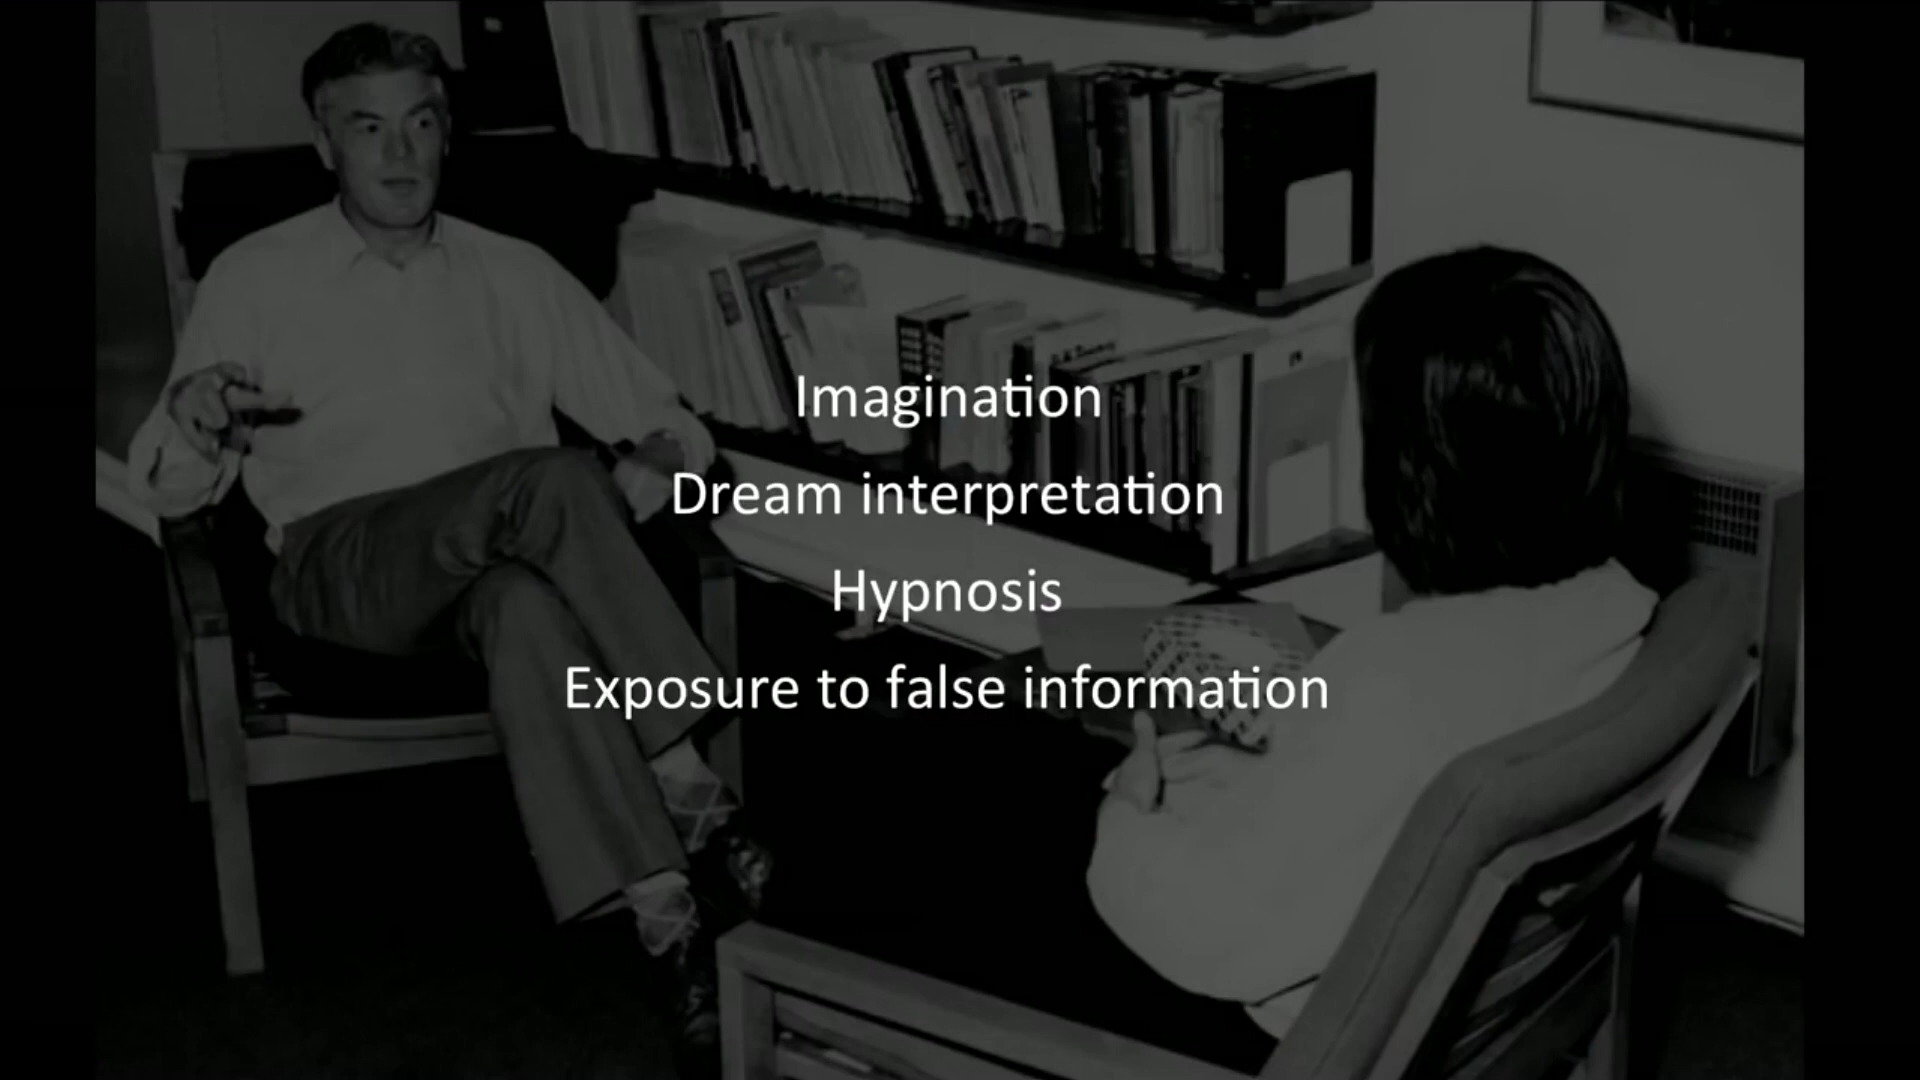 Imagination
Dream interpretation
Hypnosis
Exposure to false information